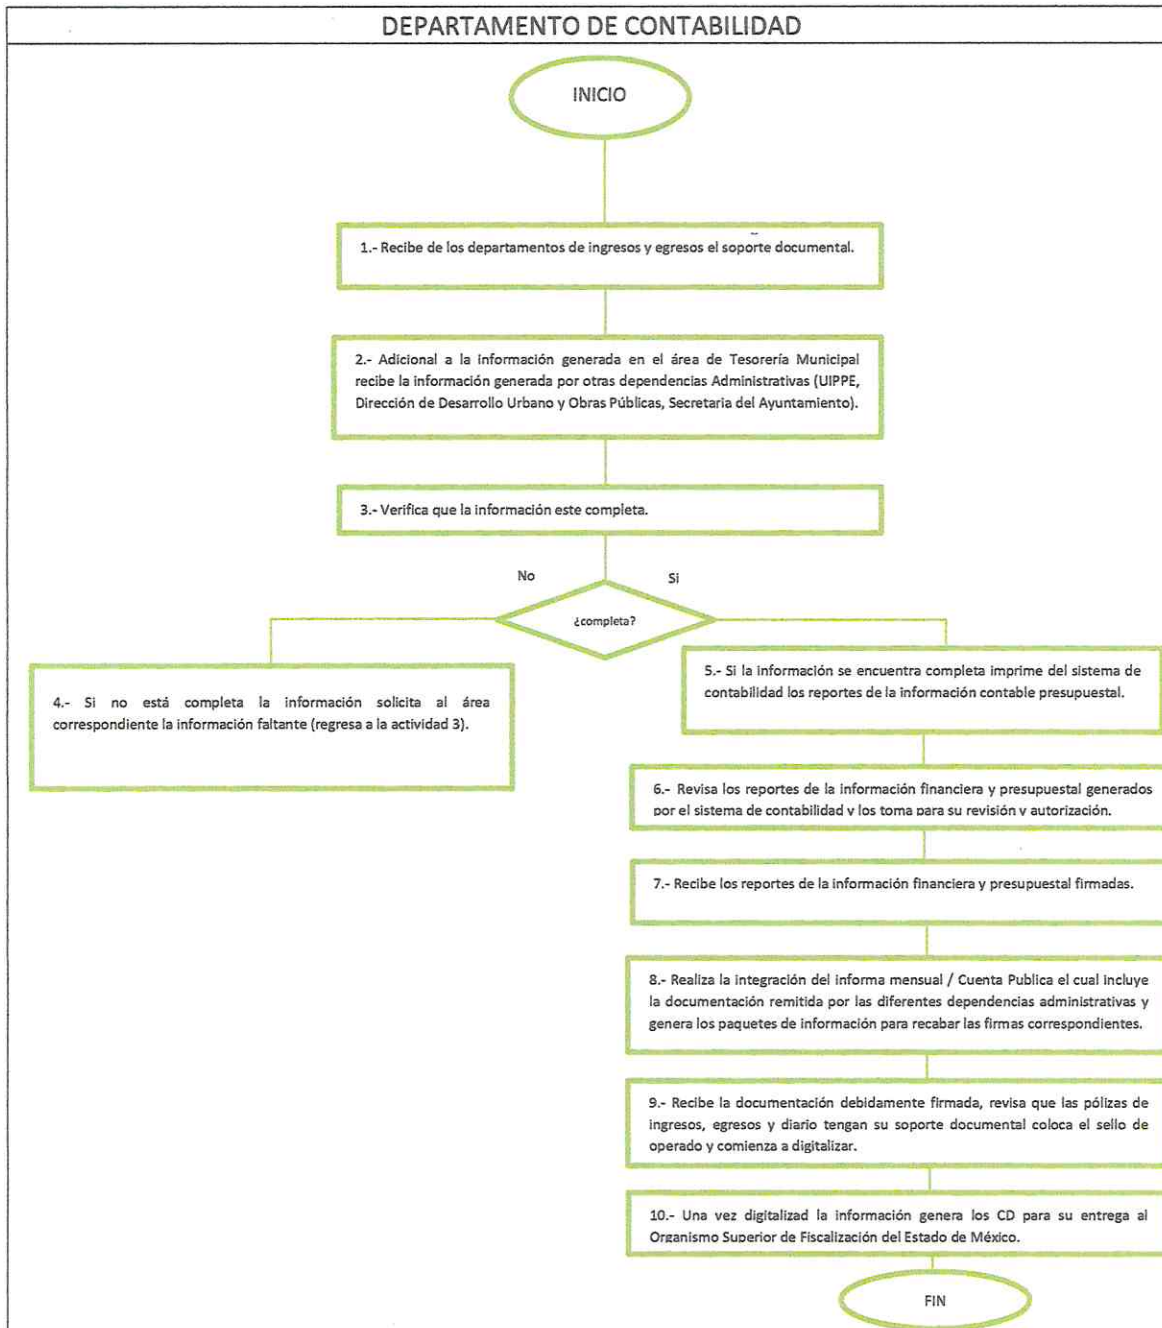 DEPARTAMENTO DE CONTABILIDAD
INICIO
1.- Recibe de los departamentos de ingresos y egresos el soporte documental.
2.- Adicional a la información generada en el área de Tesorería Municipal
recibe la información generada por otras dependencias Administrativas (UIPPE,
Dirección de Desarrollo Urbano y Obras Públicas, Secretaria del Ayuntamiento).
3.- Verifica que la información este completa.
No
Si
¿completa?
4.- Si no está completa la información solicita al área
correspondiente la información faltante (regresa a la actividad 3).
5.- Si la información se encuentra completa imprime del sistema de
contabilidad los reportes de la información contable presupuestal.
6.- Revisa los reportes de la información financiera y presupuestal generados
por el sistema de contabilidad y los toma para su revisión y autorización.
7.- Recibe los reportes de la información financiera y presupuestal firmadas.
8.- Realiza la integración del informa mensual / Cuenta Publica el cual incluye
la documentación remitida por las diferentes dependencias administrativas y
genera los paquetes de información para recabar las firmas correspondientes.
9.- Recibe la documentación debidamente firmada, revisa que las pólizas de
ingresos, egresos y diario tengan su soporte documental coloca el sello de
operado y comienza a digitalizar.
10.- Una vez digitalizad la información genera los CD para su entrega al
Organismo Superior de Fiscalización del Estado de México.
FIN